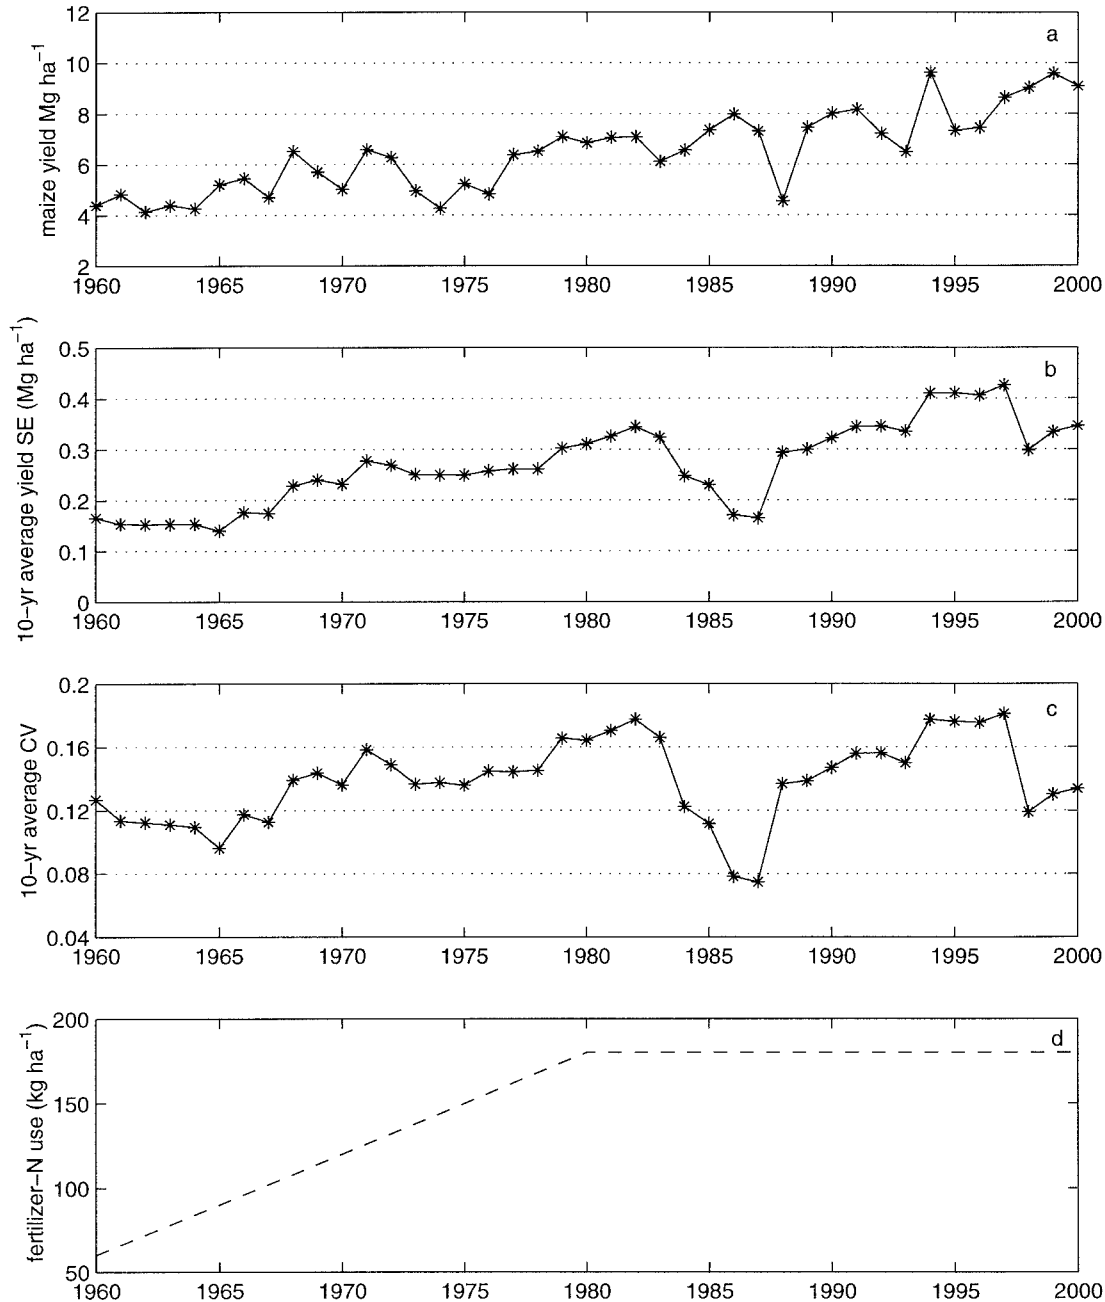 12
10
8
6
4
2
maize yield Mg ha⁻¹
a
1960 1965 1970 1975 1980 1985 1990 1995 2000
0.5
0.4
0.3
0.2
0.1
0
10-yr average yield SE (Mg ha⁻¹)
b
1960 1965 1970 1975 1980 1985 1990 1995 2000
0.2
0.16
0.12
0.08
0.04
10-yr average CV
c
1960 1965 1970 1975 1980 1985 1990 1995 2000
200
150
100
50
fertilizer-N use (kg ha⁻¹)
d
1960 1965 1970 1975 1980 1985 1990 1995 2000